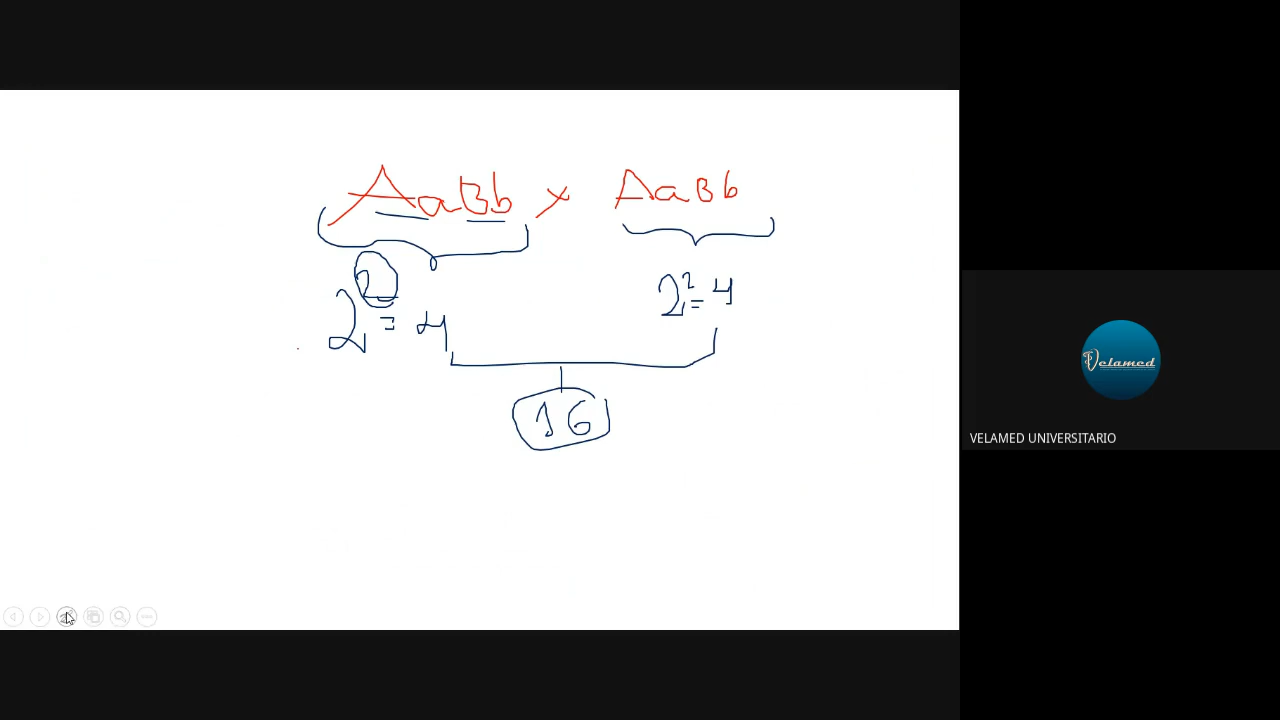 AaBb x AaBb
2² = 4 2² = 4
16
Velamed
VELAMED UNIVERSITARIO